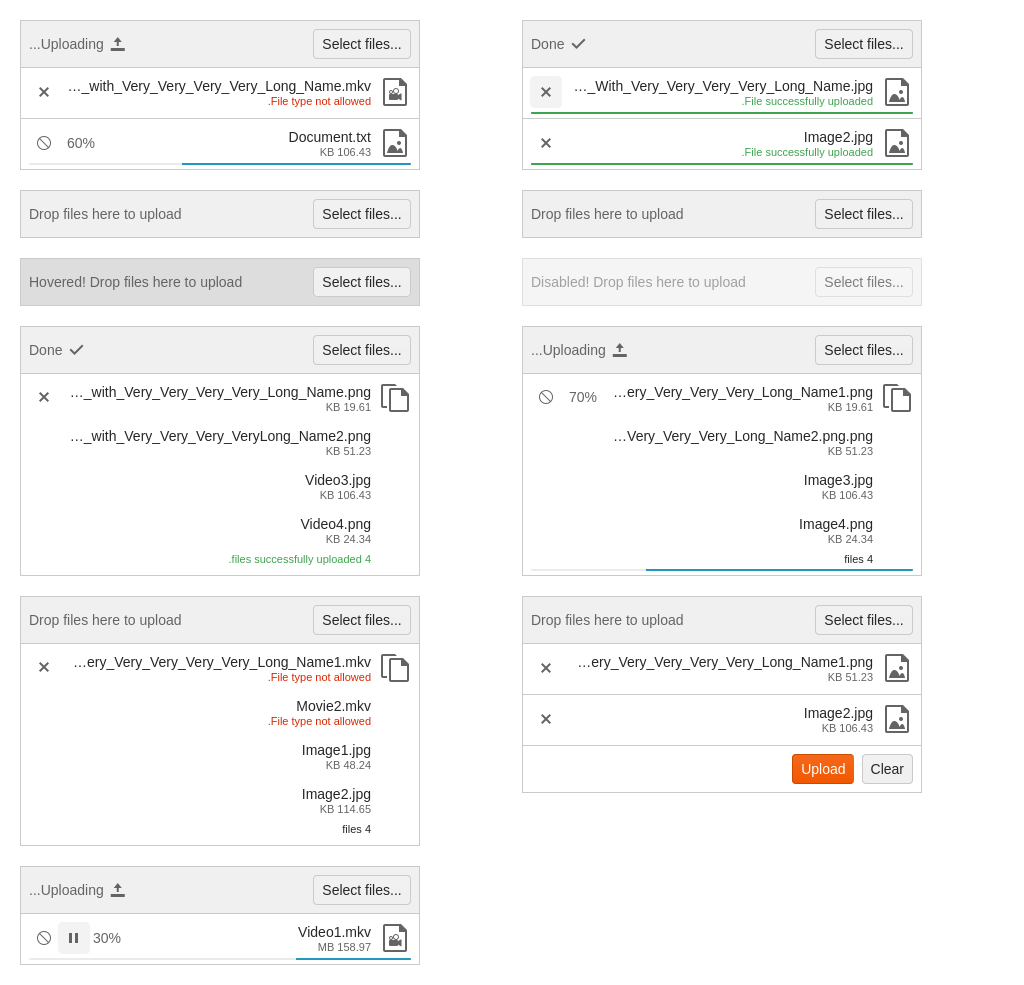 ...Uploading
Select files...
..._with_Very_Very_Very_Very_Long_Name.mkv
.File type not allowed
60%
Document.txt
KB 106.43
Done
Select files...
..._With_Very_Very_Very_Very_Long_Name.jpg
.File successfully uploaded
Image2.jpg
.File successfully uploaded
Drop files here to upload
Select files...
Drop files here to upload
Select files...
Hovered! Drop files here to upload
Select files...
Disabled! Drop files here to upload
Select files...
Done
Select files...
..._with_Very_Very_Very_Very_Long_Name.png
KB 19.61
..._with_Very_Very_Very_VeryLong_Name2.png
KB 51.23
Video3.jpg
KB 106.43
Video4.png
KB 24.34
.files successfully uploaded 4
...Uploading
Select files...
70%
...ery_Very_Very_Very_Long_Name1.png
KB 19.61
...Very_Very_Very_Long_Name2.png.png
KB 51.23
Image3.jpg
KB 106.43
Image4.png
KB 24.34
files 4
Drop files here to upload
Select files...
...ery_Very_Very_Very_Very_Long_Name1.mkv
.File type not allowed
Movie2.mkv
.File type not allowed
Image1.jpg
KB 48.24
Image2.jpg
KB 114.65
files 4
Drop files here to upload
Select files...
...ery_Very_Very_Very_Very_Long_Name1.png
KB 51.23
Image2.jpg
KB 106.43
Upload
Clear
...Uploading
Select files...
30%
Video1.mkv
MB 158.97